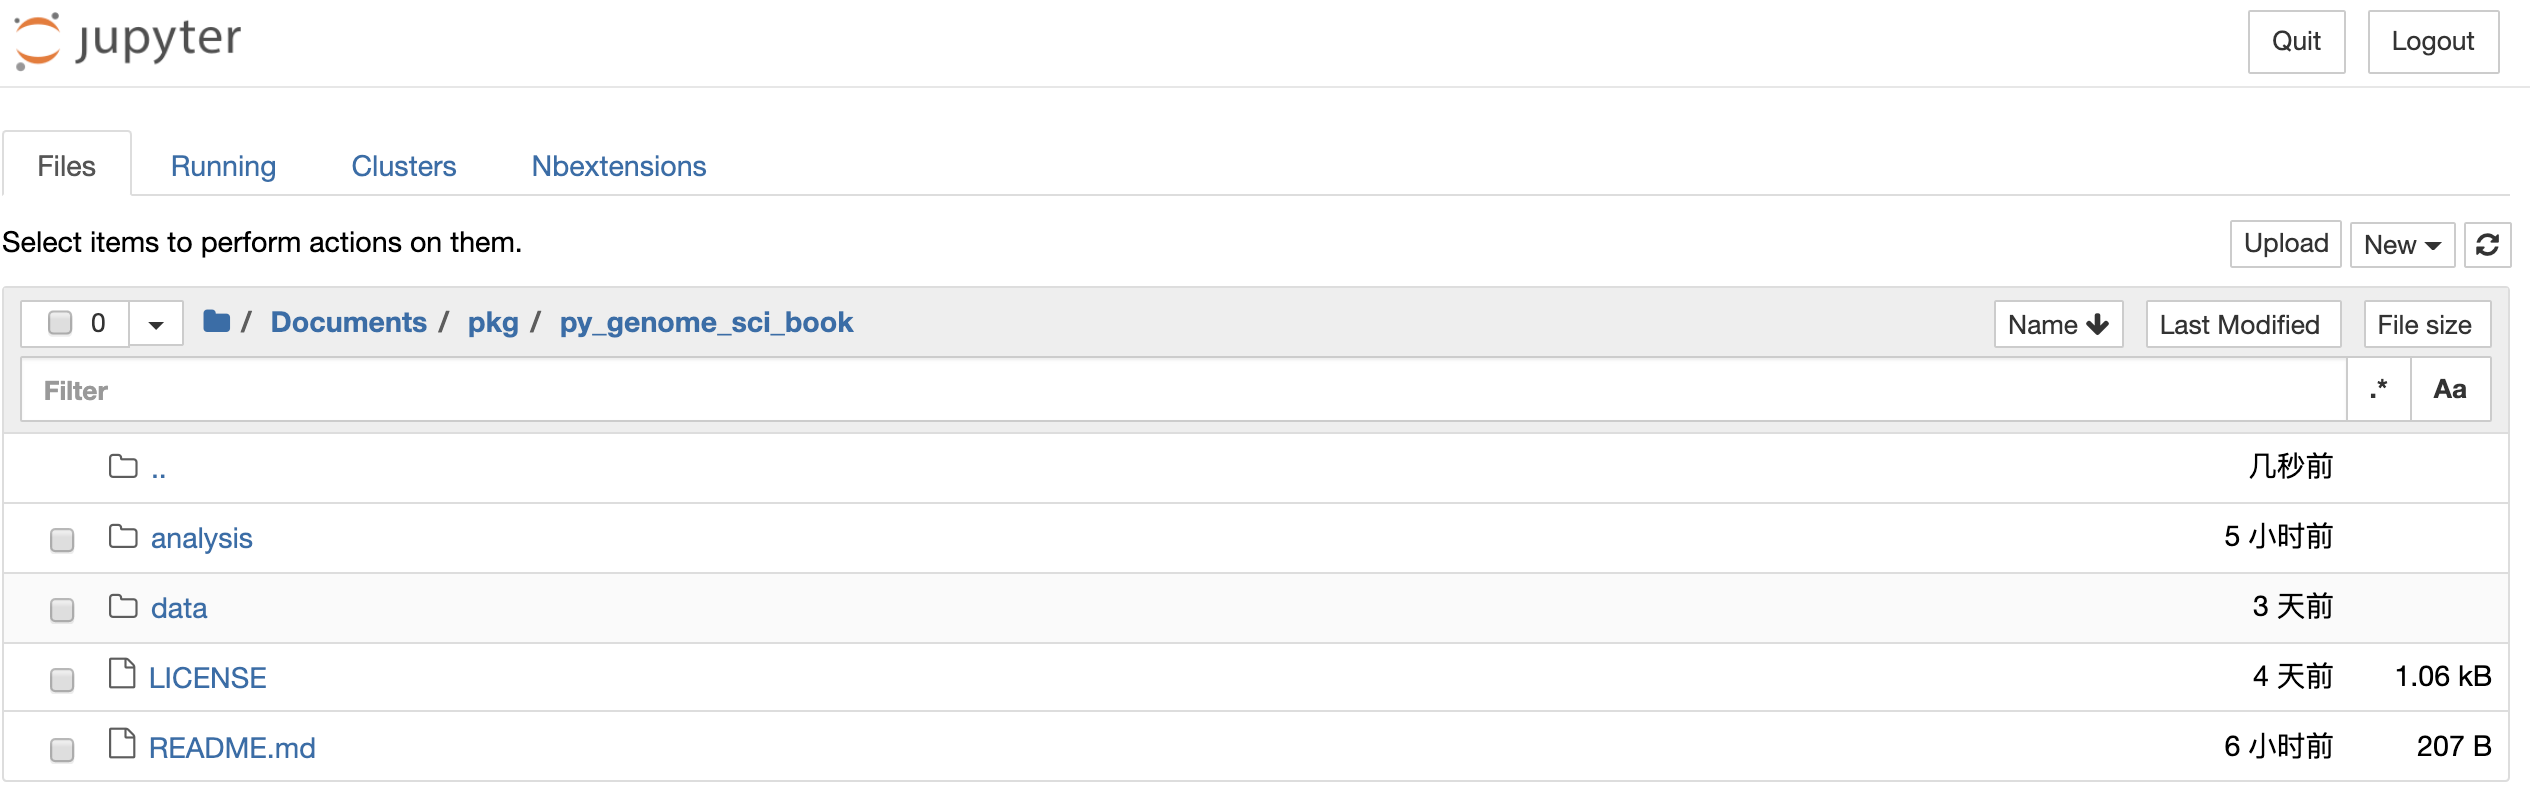 jupyter Quit Logout
Files Running Clusters Nbextensions
Select items to perform actions on them. Upload New
0 / Documents / pkg / py_genome_sci_book Name Last Modified File size
Filter .* Aa
.. 几秒前
analysis 5 小时前
data 3 天前
LICENSE 4 天前 1.06 kB
README.md 6 小时前 207 B